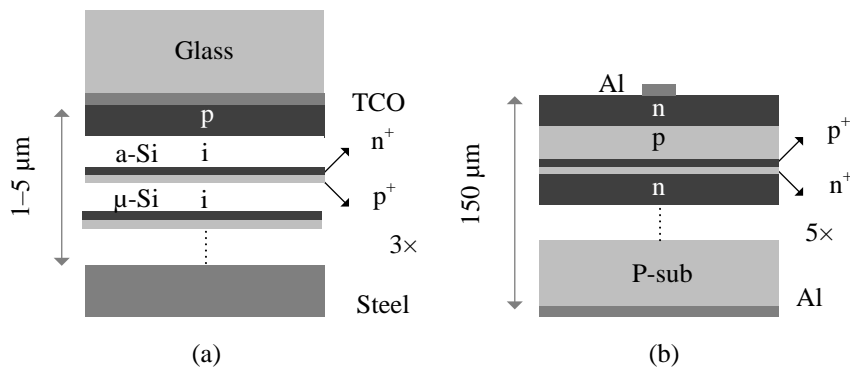 Glass
TCO
p
a-Si i
n⁺
μ-Si i
p⁺
1–5 μm
3×
Steel
(a)
Al
n
p
p⁺
n⁺
n
150 μm
5×
P-sub
Al
(b)